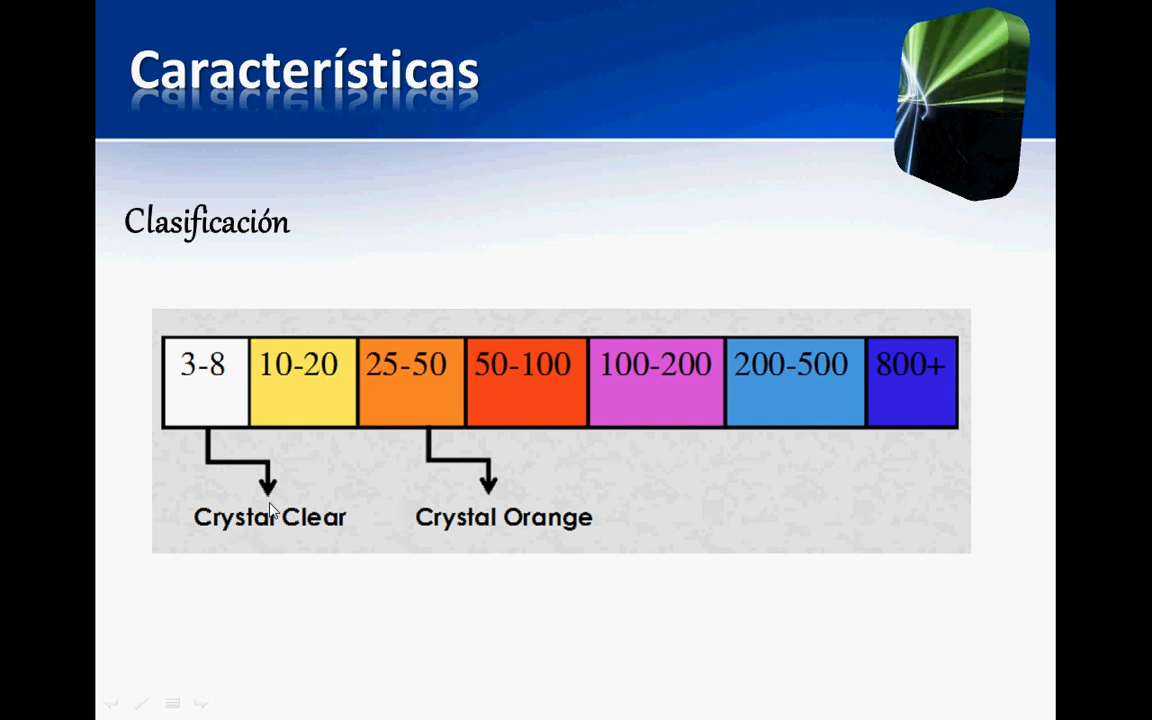 Características
Clasificación
3-8 10-20 25-50 50-100 100-200 200-500 800+
Crystal Clear Crystal Orange